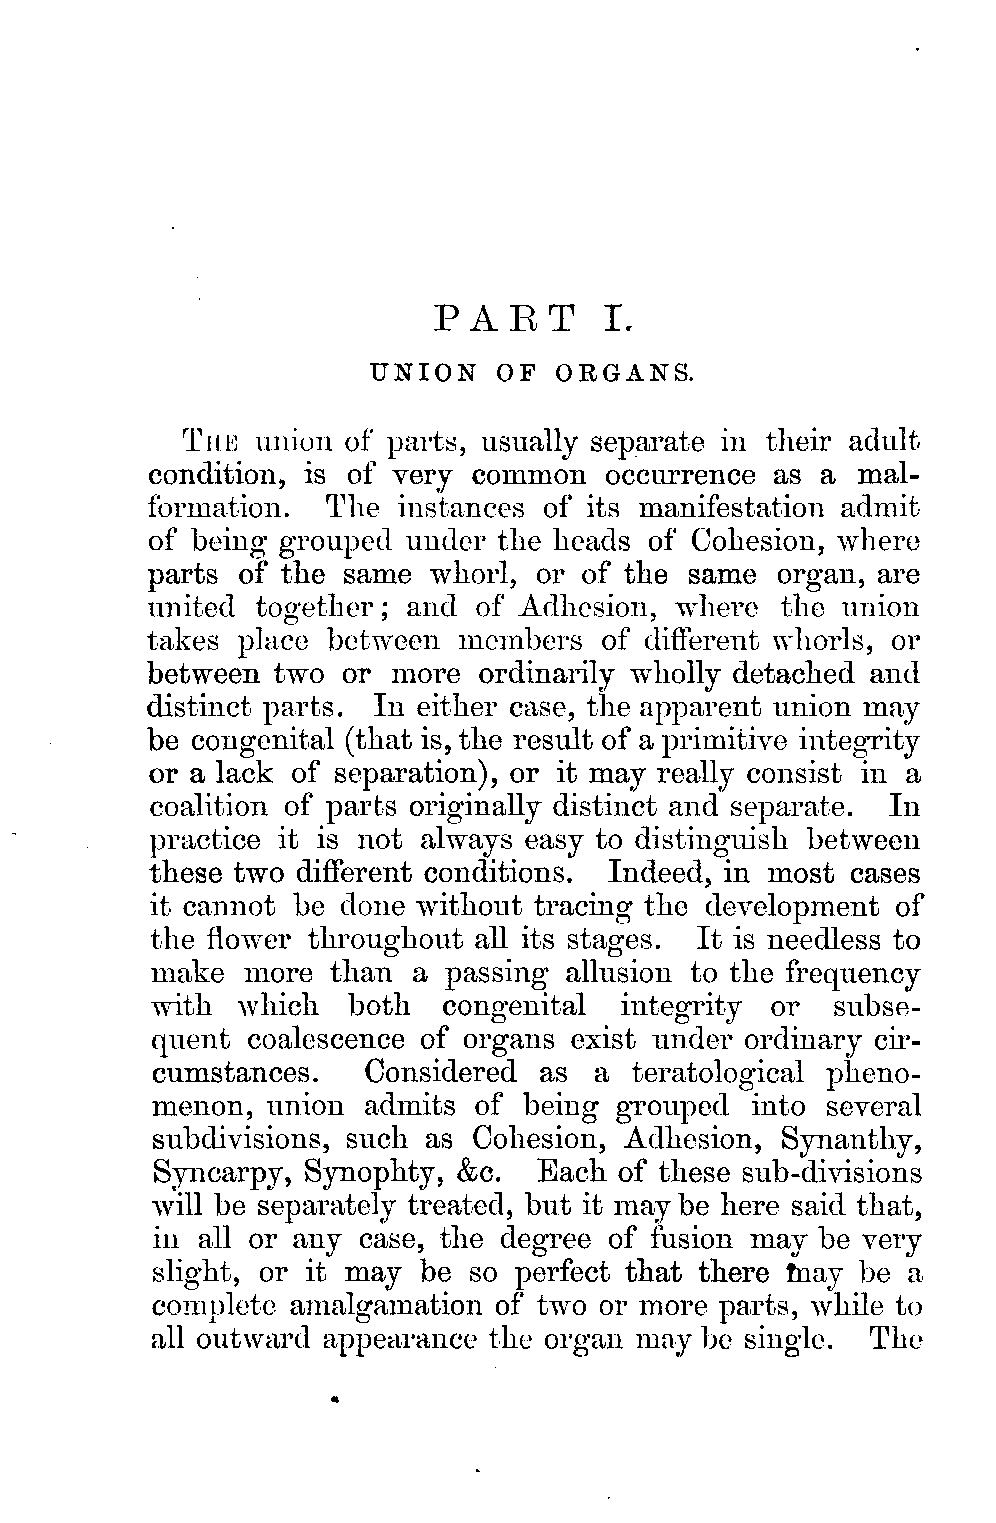 PART I.
UNION OF ORGANS.
THE union of parts, usually separate in their adult
condition, is of very common occurrence as a mal-
formation. The instances of its manifestation admit
of being grouped under the heads of Cohesion, where
parts of the same whorl, or of the same organ, are
united together; and of Adhesion, where the union
takes place between members of different whorls, or
between two or more ordinarily wholly detached and
distinct parts. In either case, the apparent union may
be congenital (that is, the result of a primitive integrity
or a lack of separation), or it may really consist in a
coalition of parts originally distinct and separate. In
practice it is not always easy to distinguish between
these two different conditions. Indeed, in most cases
it cannot be done without tracing the development of
the flower throughout all its stages. It is needless to
make more than a passing allusion to the frequency
with which both congenital integrity or subse-
quent coalescence of organs exist under ordinary cir-
cumstances. Considered as a teratological pheno-
menon, union admits of being grouped into several
subdivisions, such as Cohesion, Adhesion, Synanthy,
Syncarpy, Synophty, &c. Each of these sub-divisions
will be separately treated, but it may be here said that,
in all or any case, the degree of fusion may be very
slight, or it may be so perfect that there may be a
complete amalgamation of two or more parts, while to
all outward appearance the organ may be single. The